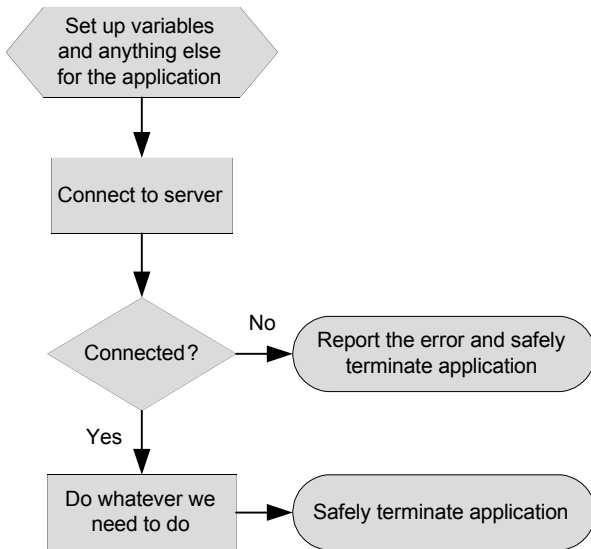 Set up variables
and anything else
for the application
Connect to server
Connected?
No
Report the error and safely
terminate application
Yes
Do whatever we
need to do
Safely terminate application